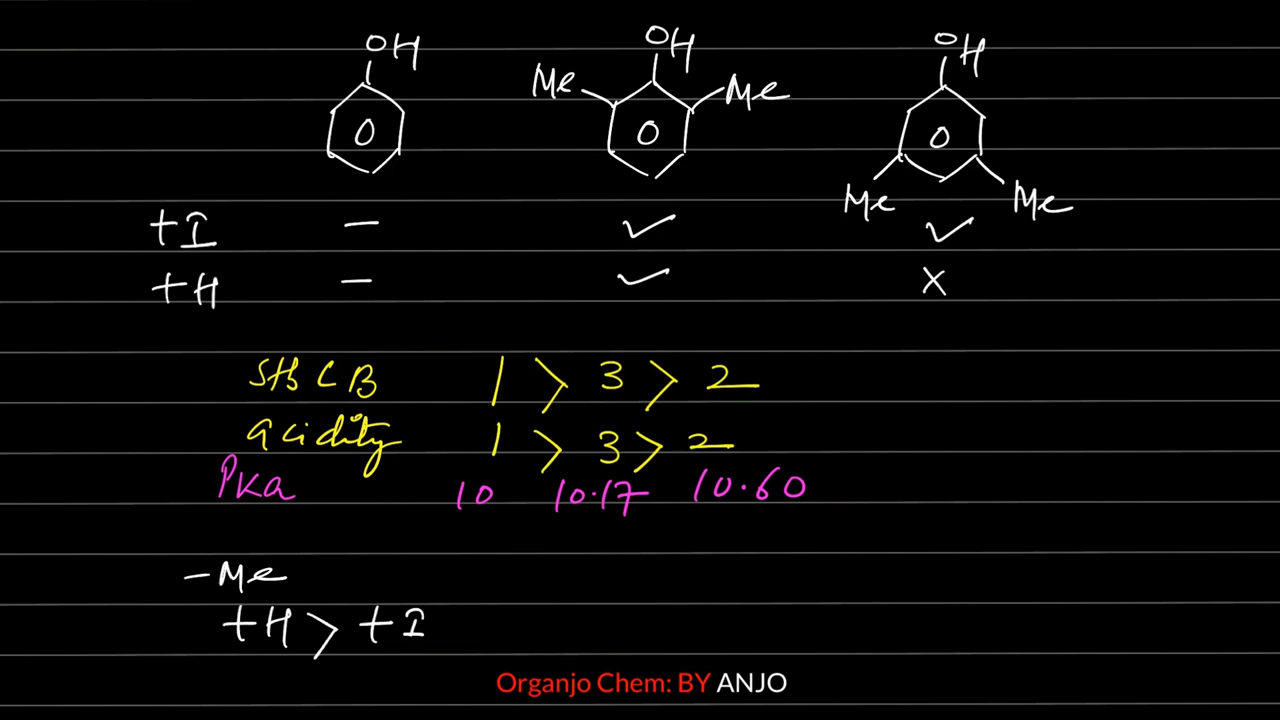 OH OH OH
Me Me
Me Me
+I – ✓ ✓
+H – ✓ ×
Stb C B 1 > 3 > 2
acidity 1 > 3 > 2
PKa 10 10.17 10.60
– Me
+H > +I
Organjo Chem: BY ANJO